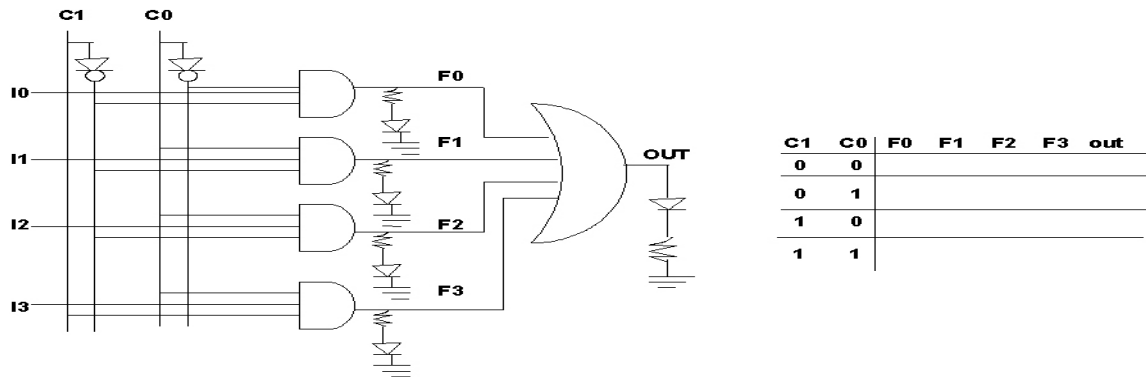 C1 C0
I0
F0
I1
F1
I2
F2
I3
F3
OUT
C1 C0 F0 F1 F2 F3 out
0 0
0 1
1 0
1 1